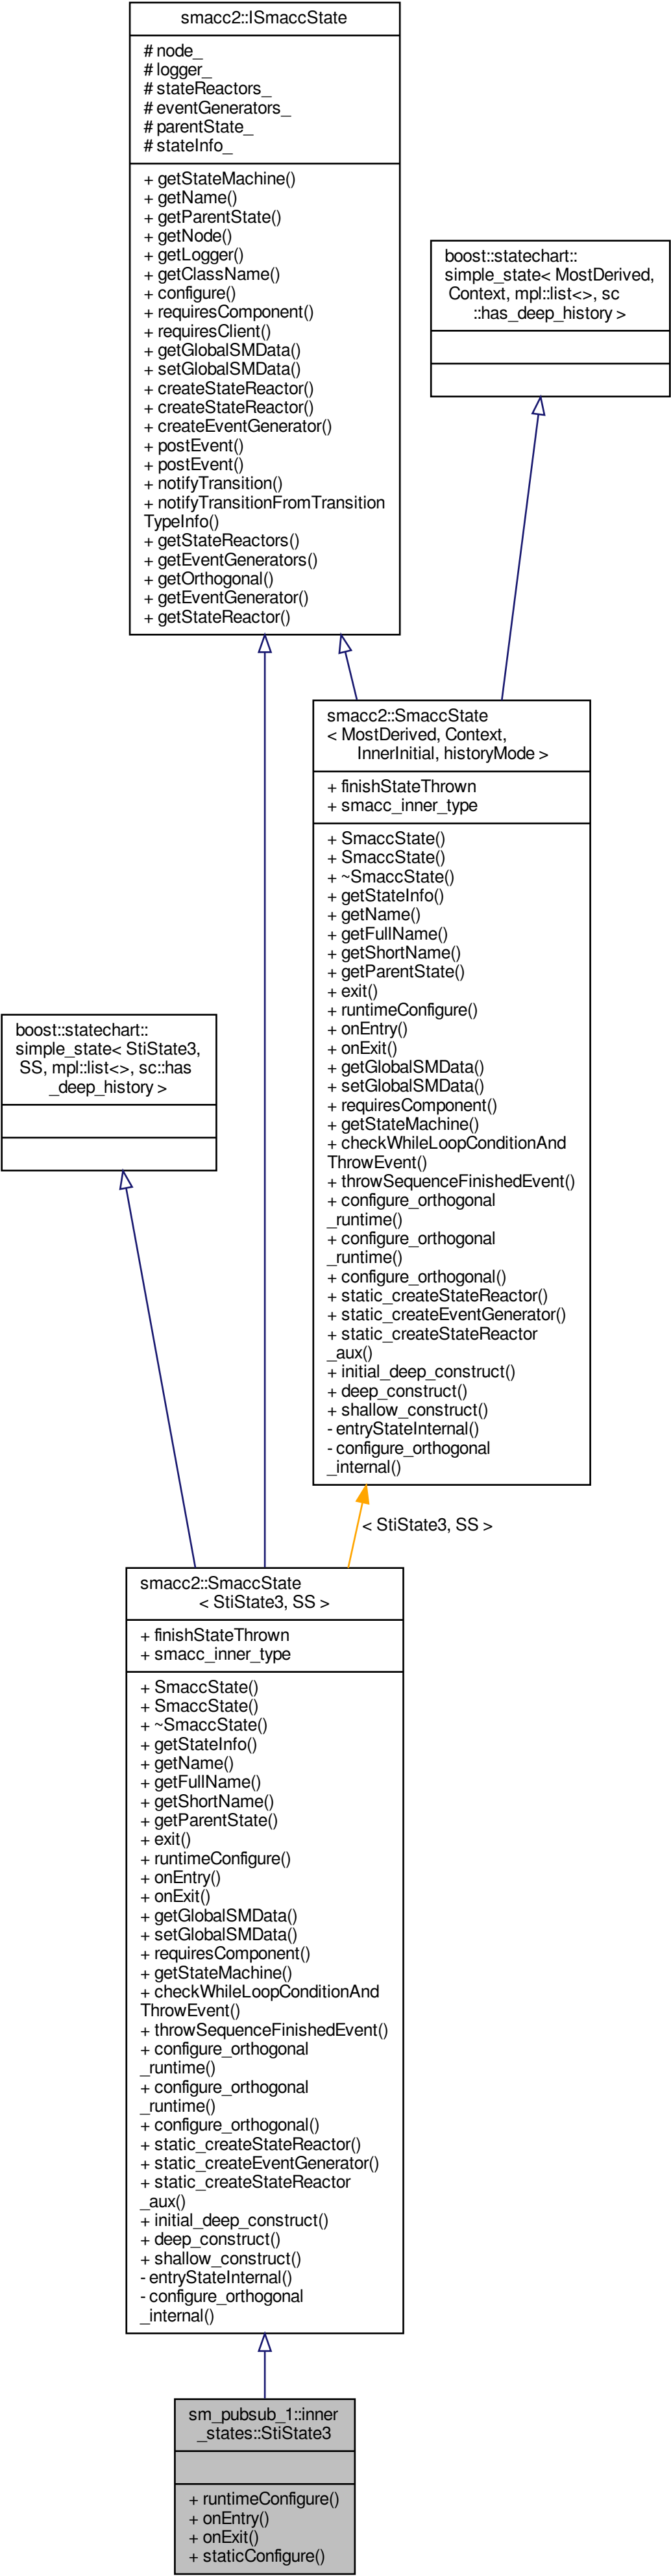 smacc2::ISmaccState
# node_
# logger_
# stateReactors_
# eventGenerators_
# parentState_
# stateInfo_
+ getStateMachine()
+ getName()
+ getParentState()
+ getNode()
+ getLogger()
+ getClassName()
+ configure()
+ requiresComponent()
+ requiresClient()
+ getGlobalSMData()
+ setGlobalSMData()
+ createStateReactor()
+ createStateReactor()
+ createEventGenerator()
+ postEvent()
+ postEvent()
+ notifyTransition()
+ notifyTransitionFromTransition
TypeInfo()
+ getStateReactors()
+ getEventGenerators()
+ getOrthogonal()
+ getEventGenerator()
+ getStateReactor()
boost::statechart::
simple_state< MostDerived,
Context, mpl::list<>, sc
::has_deep_history >
smacc2::SmaccState
< MostDerived, Context,
InnerInitial, historyMode >
+ finishStateThrown
+ smacc_inner_type
+ SmaccState()
+ SmaccState()
+ ~SmaccState()
+ getStateInfo()
+ getName()
+ getFullName()
+ getShortName()
+ getParentState()
+ exit()
+ runtimeConfigure()
+ onEntry()
+ onExit()
+ getGlobalSMData()
+ setGlobalSMData()
+ requiresComponent()
+ getStateMachine()
+ checkWhileLoopConditionAnd
ThrowEvent()
+ throwSequenceFinishedEvent()
+ configure_orthogonal
_runtime()
+ configure_orthogonal
_runtime()
+ configure_orthogonal()
+ static_createStateReactor()
+ static_createEventGenerator()
+ static_createStateReactor
_aux()
+ initial_deep_construct()
+ deep_construct()
+ shallow_construct()
- entryStateInternal()
- configure_orthogonal
_internal()
boost::statechart::
simple_state< StiState3,
SS, mpl::list<>, sc::has
_deep_history >
< StiState3, SS >
smacc2::SmaccState
< StiState3, SS >
+ finishStateThrown
+ smacc_inner_type
+ SmaccState()
+ SmaccState()
+ ~SmaccState()
+ getStateInfo()
+ getName()
+ getFullName()
+ getShortName()
+ getParentState()
+ exit()
+ runtimeConfigure()
+ onEntry()
+ onExit()
+ getGlobalSMData()
+ setGlobalSMData()
+ requiresComponent()
+ getStateMachine()
+ checkWhileLoopConditionAnd
ThrowEvent()
+ throwSequenceFinishedEvent()
+ configure_orthogonal
_runtime()
+ configure_orthogonal
_runtime()
+ configure_orthogonal()
+ static_createStateReactor()
+ static_createEventGenerator()
+ static_createStateReactor
_aux()
+ initial_deep_construct()
+ deep_construct()
+ shallow_construct()
- entryStateInternal()
- configure_orthogonal
_internal()
sm_pubsub_1::inner
_states::StiState3
+ runtimeConfigure()
+ onEntry()
+ onExit()
+ staticConfigure()